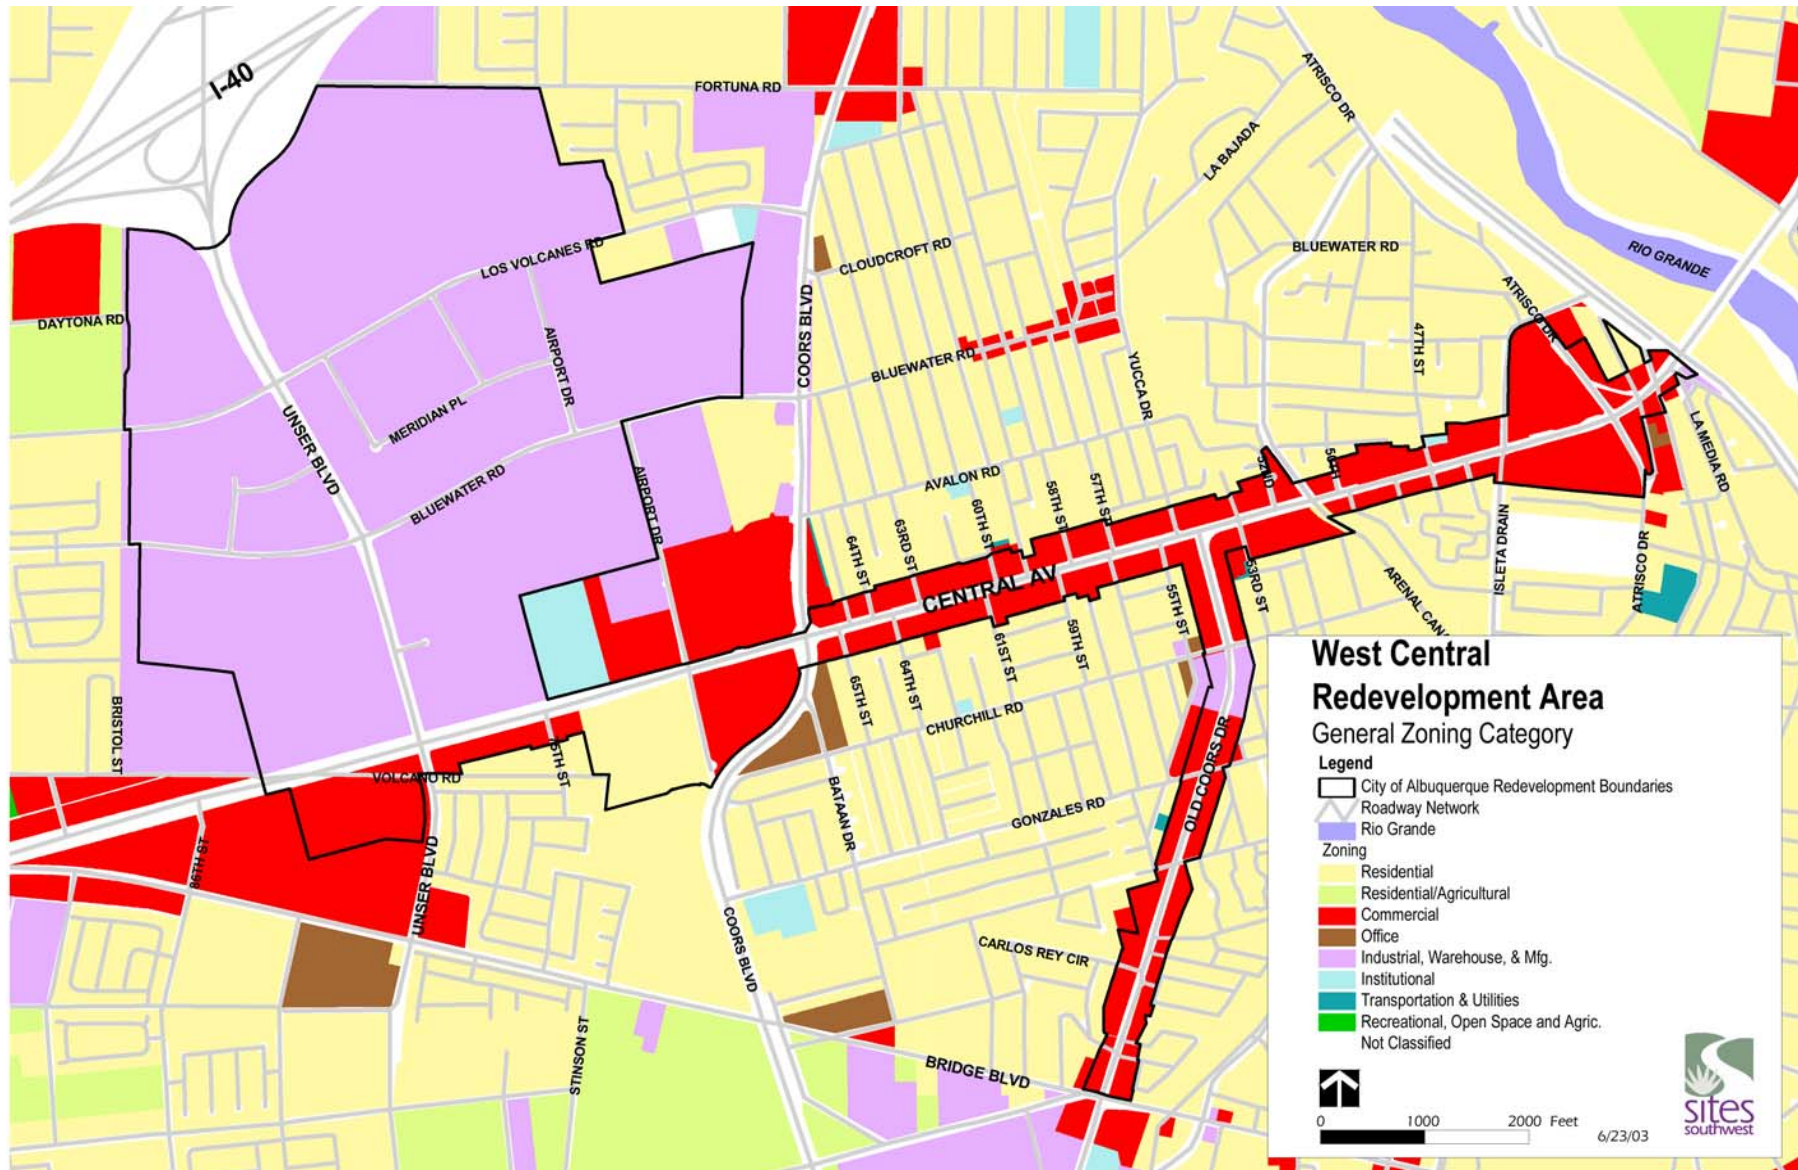 I-40
FORTUNA RD
ATRISCO DR
LA BAJADA
CLOUDCROFT RD
BLUEWATER RD
RIO GRANDE
LOS VOLCANES RD
DAYTONA RD
AIRPORT DR
COORS BLVD
BLUEWATER RD
YUCCA DR
47TH ST
ATRISCO DR
UNSER BLVD
MERIDIAN PL
BLUEWATER RD
AIRPORT DR
AVALON RD
57TH ST
58TH ST
60TH ST
63RD ST
64TH ST
52ND
50TH
LA MEDIA RD
ISLETA DRAIN
ATRISCO DR
CENTRAL AV
53RD ST
55TH ST
59TH ST
61ST ST
64TH ST
65TH ST
CHURCHILL RD
BRISTOL ST
VOLCANO RD
75TH ST
86TH ST
UNSER BLVD
BATAAN DR
GONZALES RD
OLD COORS DR
COORS BLVD
CARLOS REY CIR
STINSON ST
BRIDGE BLVD
West Central
Redevelopment Area
General Zoning Category
Legend
City of Albuquerque Redevelopment Boundaries
Roadway Network
Rio Grande
Zoning
Residential
Residential/Agricultural
Commercial
Office
Industrial, Warehouse, & Mfg.
Institutional
Transportation & Utilities
Recreational, Open Space and Agric.
Not Classified
0 1000 2000 Feet
6/23/03
sites
southwest